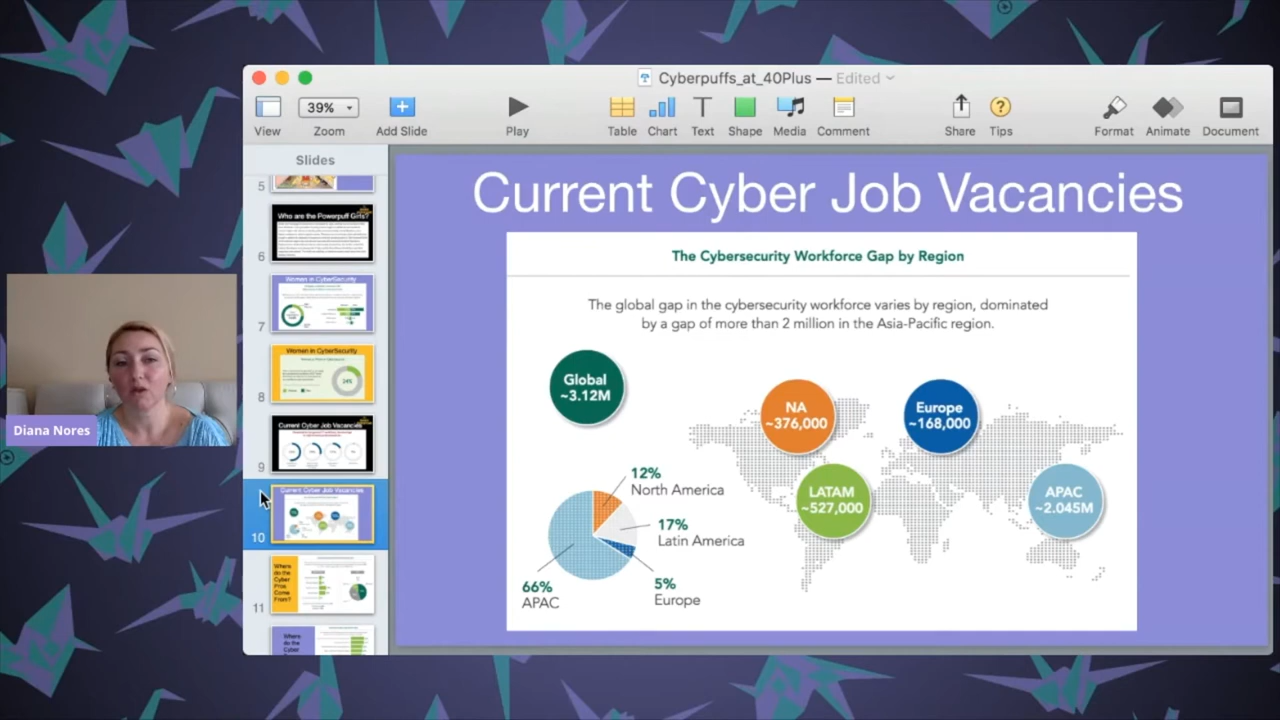 Cyberpuffs_at_40Plus — Edited
39%
View
Zoom
Add Slide
Play
Table
Chart
Text
Shape
Media
Comment
Share
Tips
Format
Animate
Document
Slides
5
6
Who are the Powerpuff Girls?
7
Women in CyberSecurity
8
Women in CyberSecurity
24%
9
Current Cyber Job Vacancies
10
Current Cyber Job Vacancies
11
Where
do the
Cyber
Pros
Come
From?
Where
do the
Cyber
Current Cyber Job Vacancies
The Cybersecurity Workforce Gap by Region
The global gap in the cybersecurity workforce varies by region, dominated
by a gap of more than 2 million in the Asia-Pacific region.
Global
~3.12M
NA
~376,000
Europe
~168,000
LATAM
~527,000
APAC
~2.045M
12%
North America
17%
Latin America
5%
Europe
66%
APAC
Diana Nores